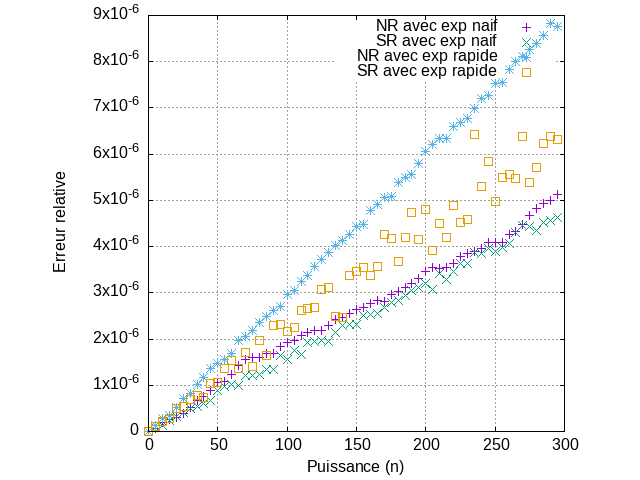 9x10⁻⁶
8x10⁻⁶
7x10⁻⁶
6x10⁻⁶
5x10⁻⁶
4x10⁻⁶
3x10⁻⁶
2x10⁻⁶
1x10⁻⁶
0
Erreur relative
NR avec exp naif
SR avec exp naif
NR avec exp rapide
SR avec exp rapide
0 50 100 150 200 250 300
Puissance (n)